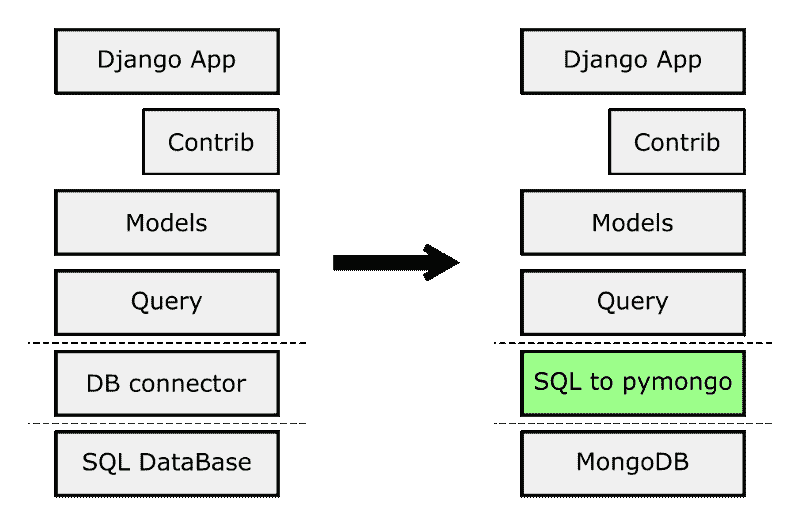 Django App
Contrib
Models
Query
DB connector
SQL DataBase
Django App
Contrib
Models
Query
SQL to pymongo
MongoDB